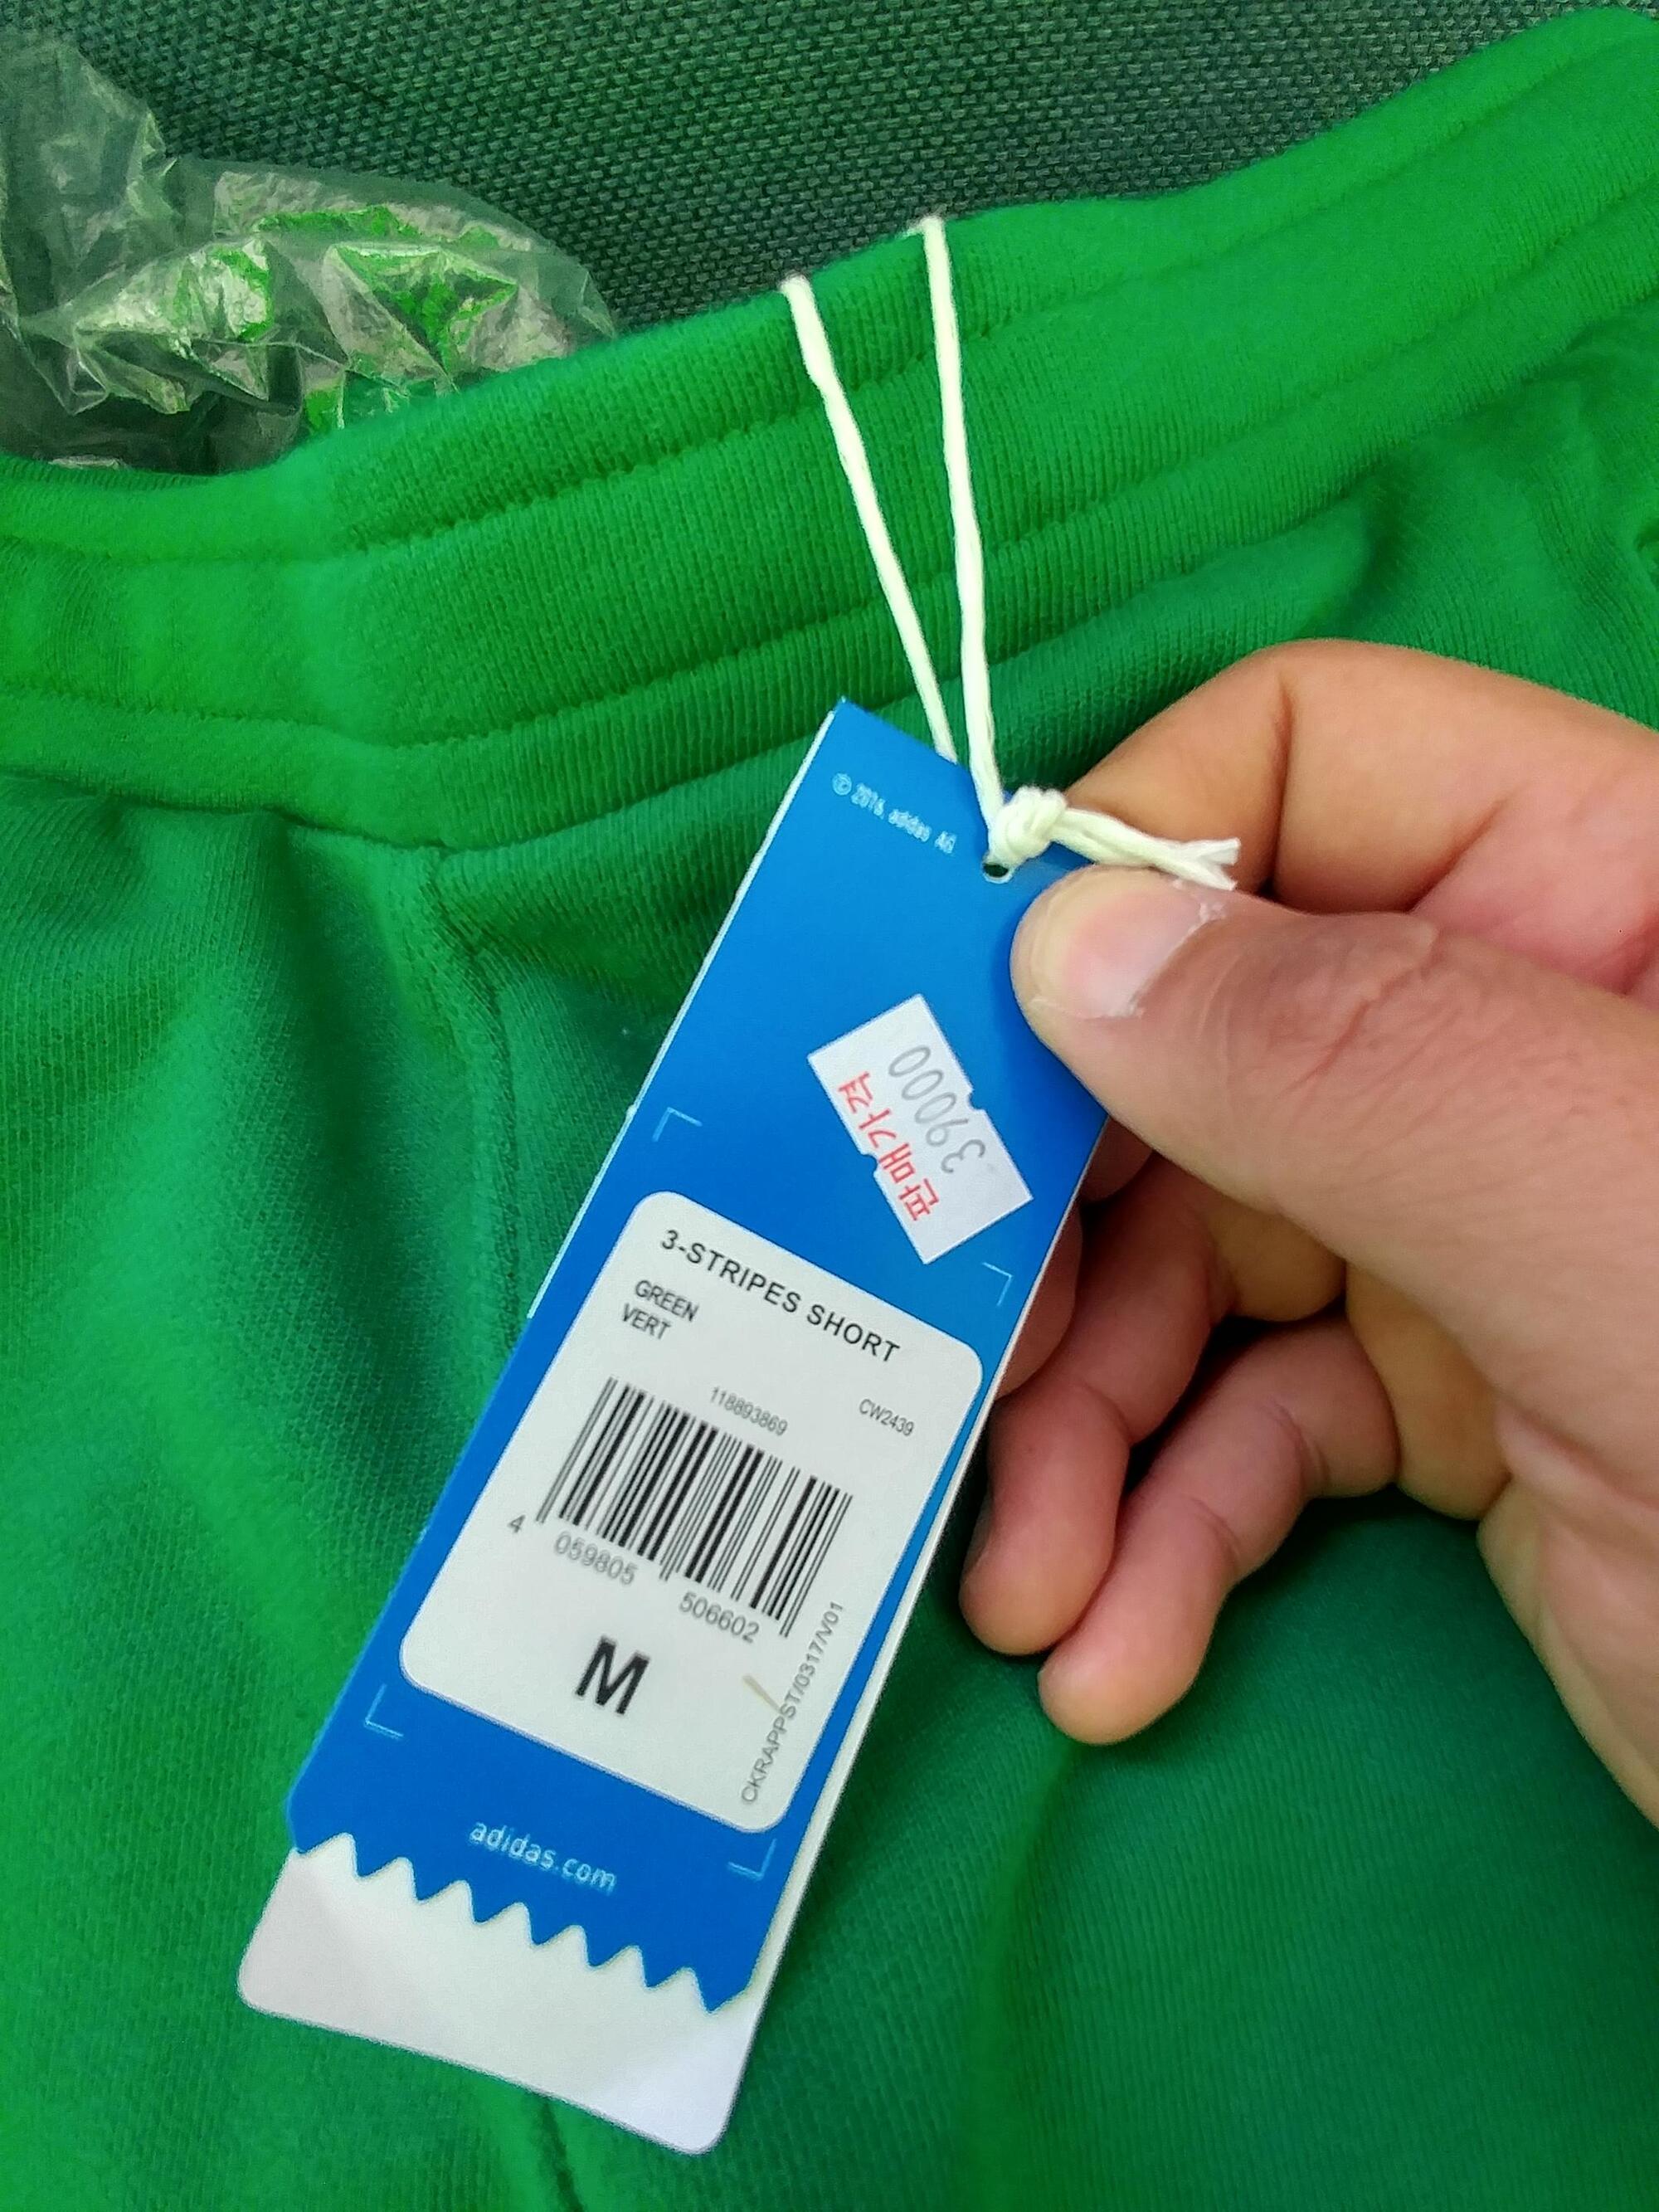 © 2016 adidas AG
판매가격
39000
3-STRIPES SHORT
GREEN
VERT
118893869
CW2439
4 059805 506602
M
CKRAPPST/0317/V01
adidas.com